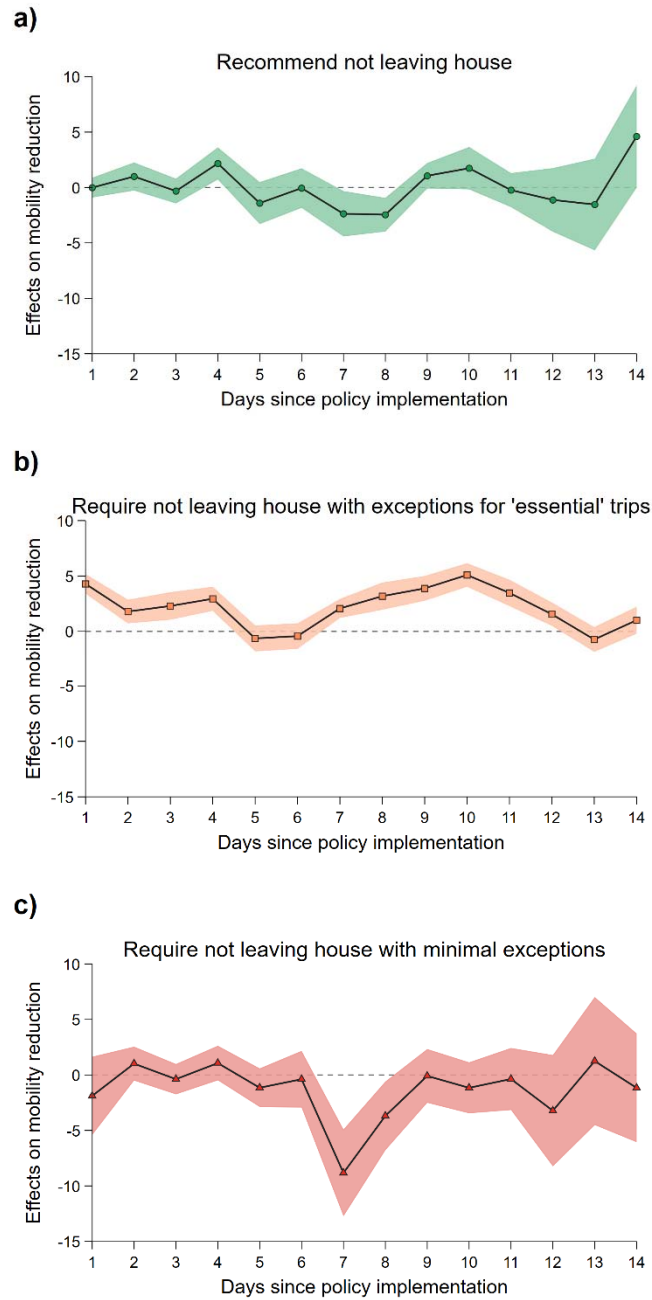 a)
Recommend not leaving house
Effects on mobility reduction
10
5
0
-5
-10
-15
1 2 3 4 5 6 7 8 9 10 11 12 13 14
Days since policy implementation
b)
Require not leaving house with exceptions for 'essential' trips
Effects on mobility reduction
10
5
0
-5
-10
-15
1 2 3 4 5 6 7 8 9 10 11 12 13 14
Days since policy implementation
c)
Require not leaving house with minimal exceptions
Effects on mobility reduction
10
5
0
-5
-10
-15
1 2 3 4 5 6 7 8 9 10 11 12 13 14
Days since policy implementation